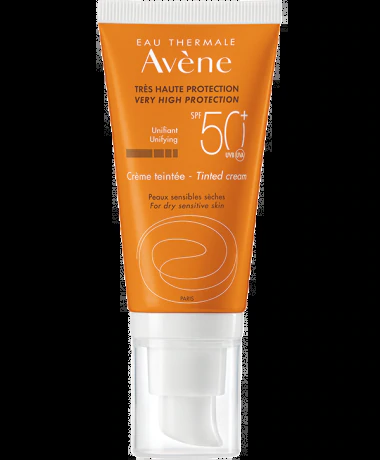 EAU THERMALE
Avène
TRÈS HAUTE PROTECTION
VERY HIGH PROTECTION
SPF 50+
Unifiant
Unifying
UVB UVA
Crème teintée - Tinted cream
Peaux sensibles sèches
For dry sensitive skin
PARIS